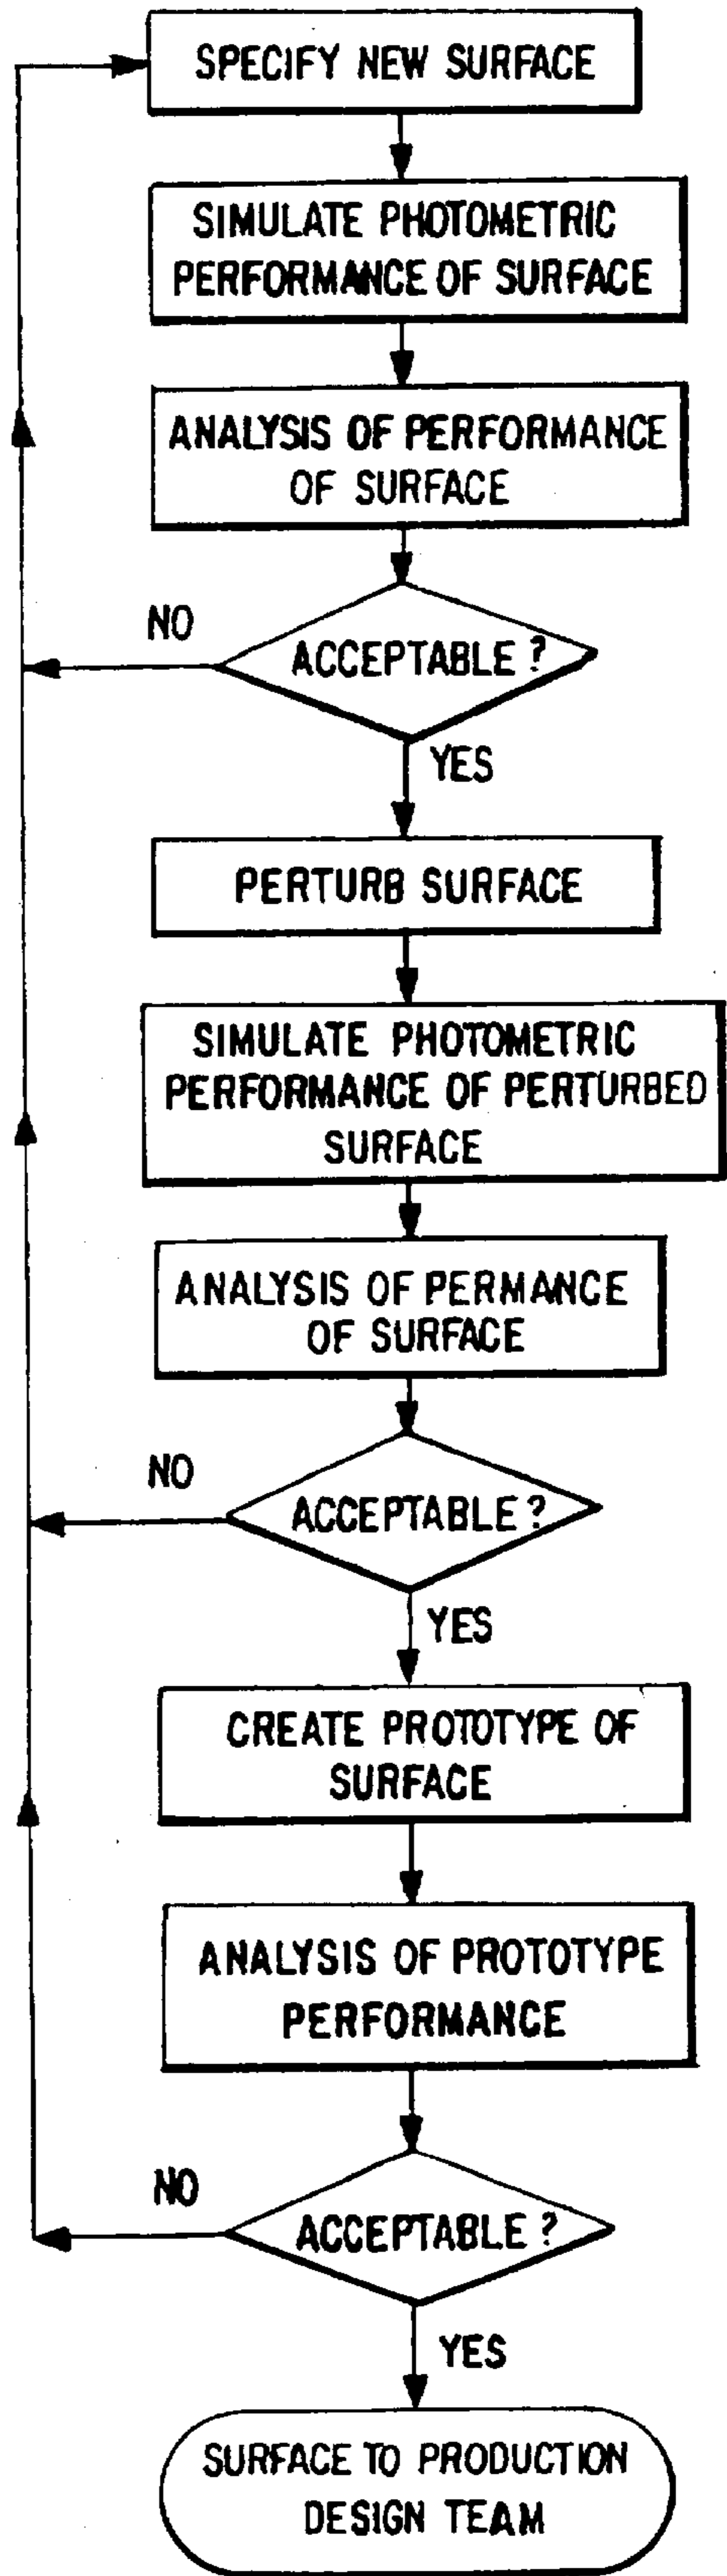 SPECIFY NEW SURFACE
SIMULATE PHOTOMETRIC
PERFORMANCE OF SURFACE
ANALYSIS OF PERFORMANCE
OF SURFACE
NO
ACCEPTABLE ?
YES
PERTURB SURFACE
SIMULATE PHOTOMETRIC
PERFORMANCE OF PERTURBED
SURFACE
ANALYSIS OF PERMANCE
OF SURFACE
NO
ACCEPTABLE ?
YES
CREATE PROTOTYPE OF
SURFACE
ANALYSIS OF PROTOTYPE
PERFORMANCE
NO
ACCEPTABLE ?
YES
SURFACE TO PRODUCTION
DESIGN TEAM